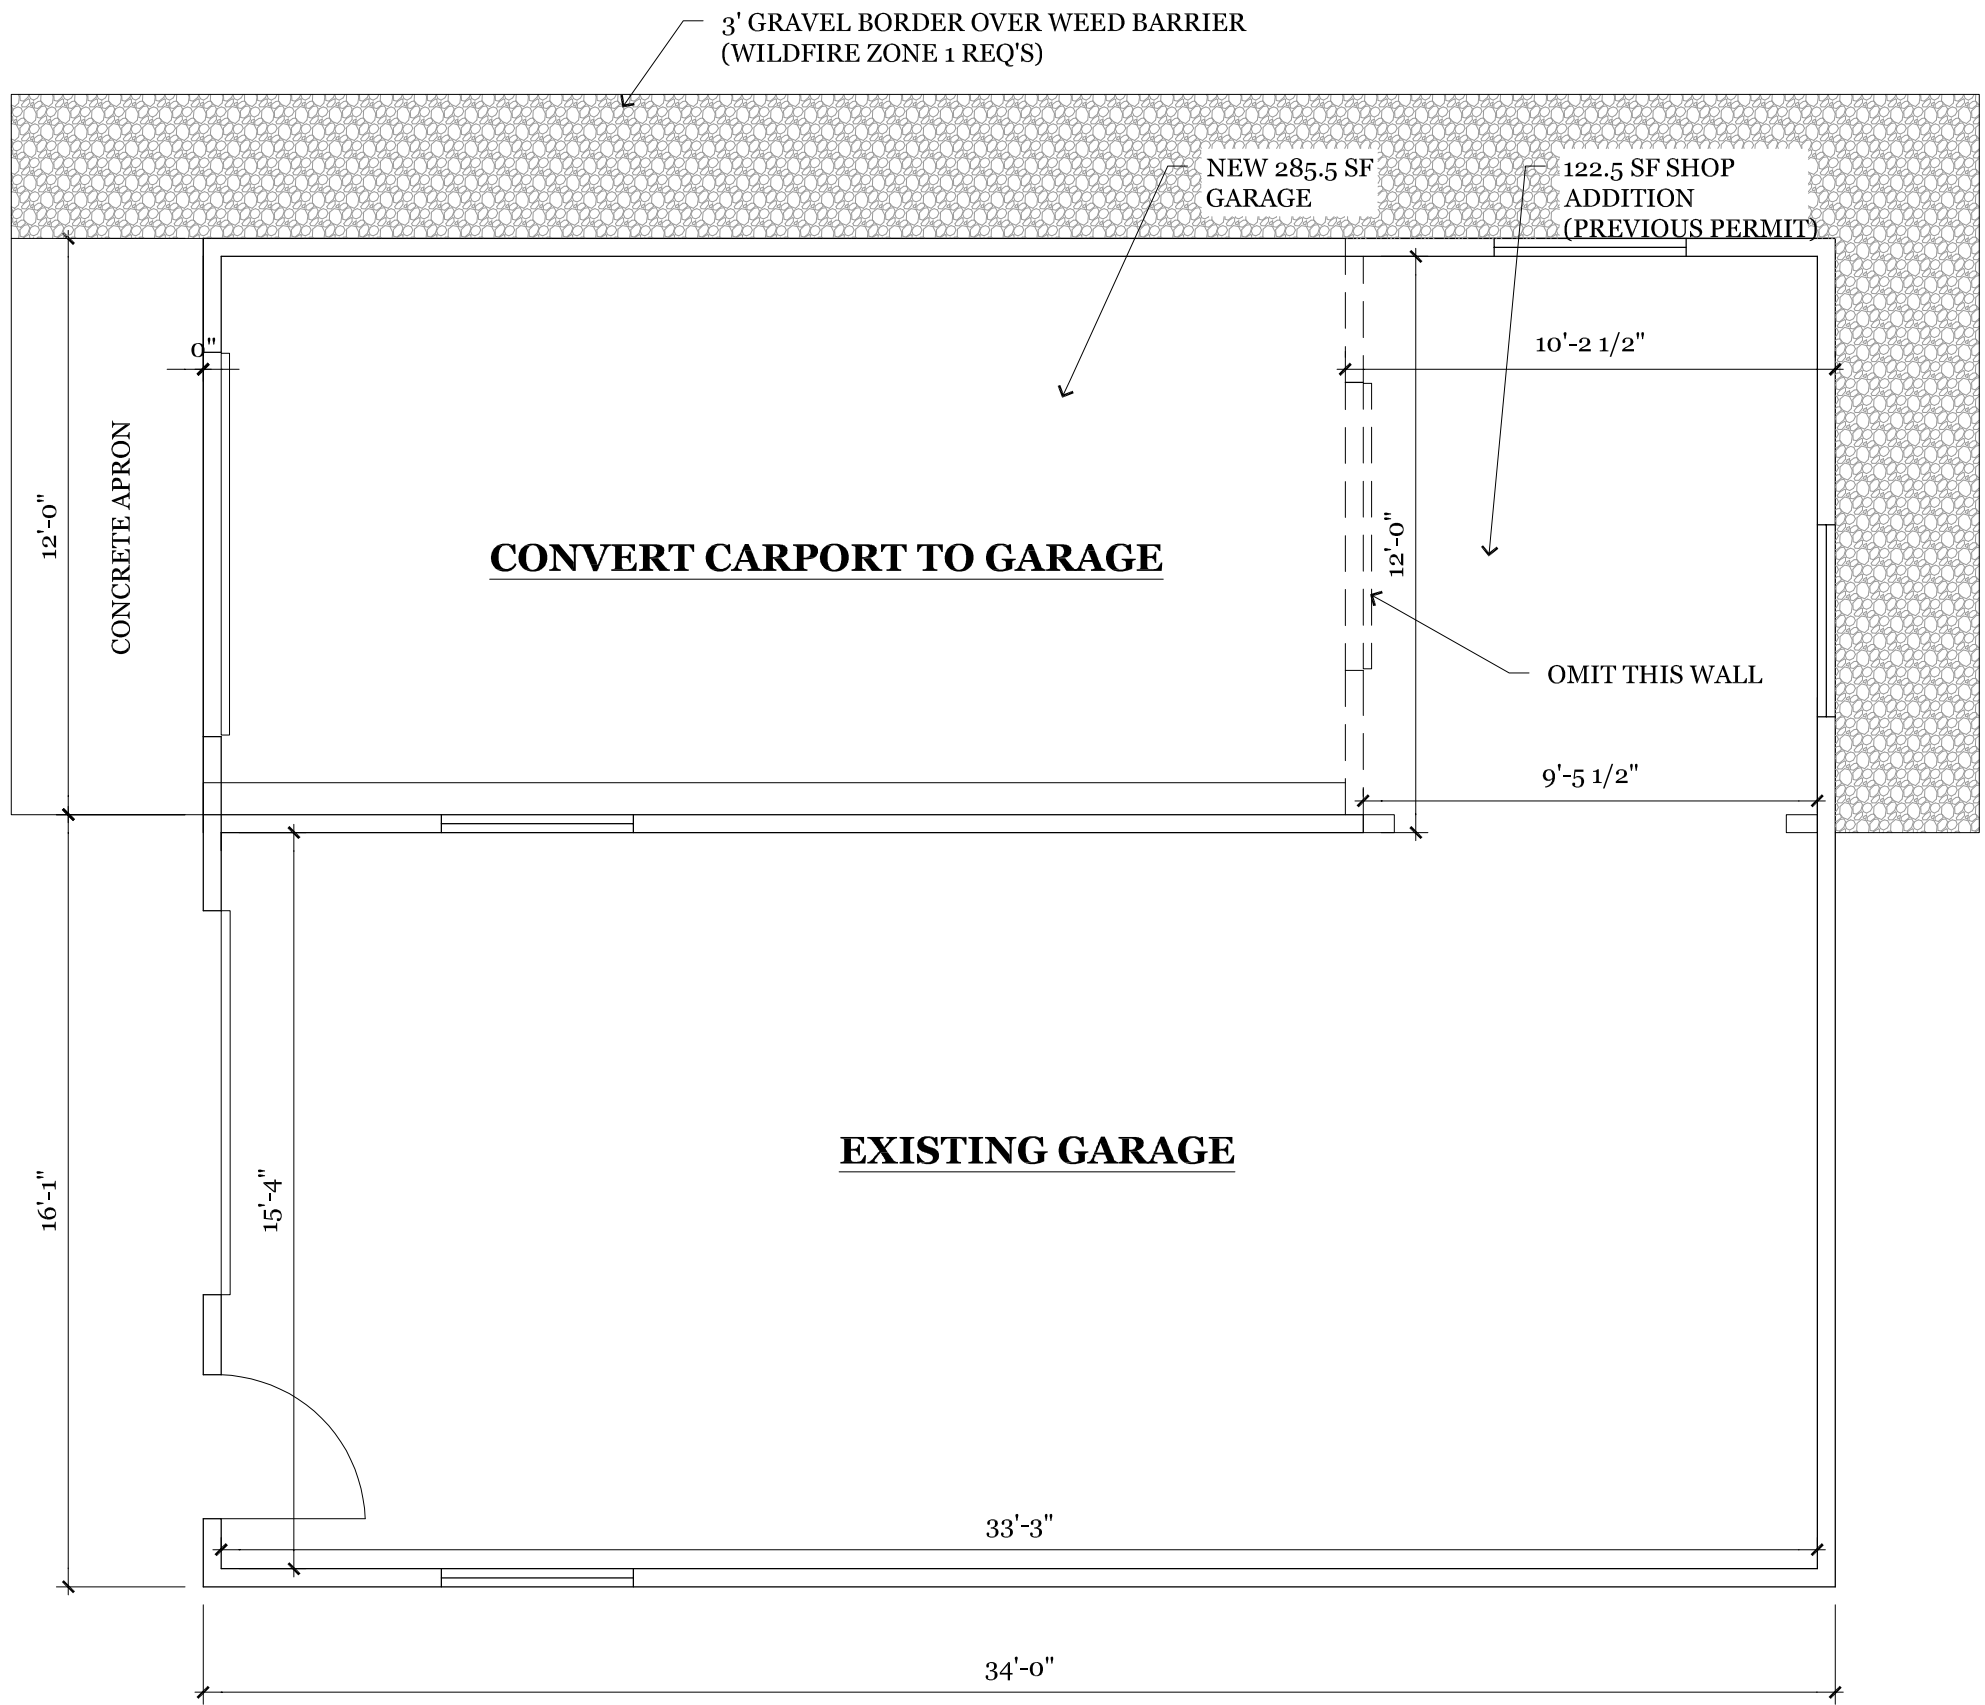 3' GRAVEL BORDER OVER WEED BARRIER
(WILDFIRE ZONE 1 REQ'S)
NEW 285.5 SF
GARAGE
122.5 SF SHOP
ADDITION
(PREVIOUS PERMIT)
0"
10'-2 1/2"
CONCRETE APRON
12'-0"
12'-0"
CONVERT CARPORT TO GARAGE
OMIT THIS WALL
9'-5 1/2"
EXISTING GARAGE
16'-1"
15'-4"
33'-3"
34'-0"